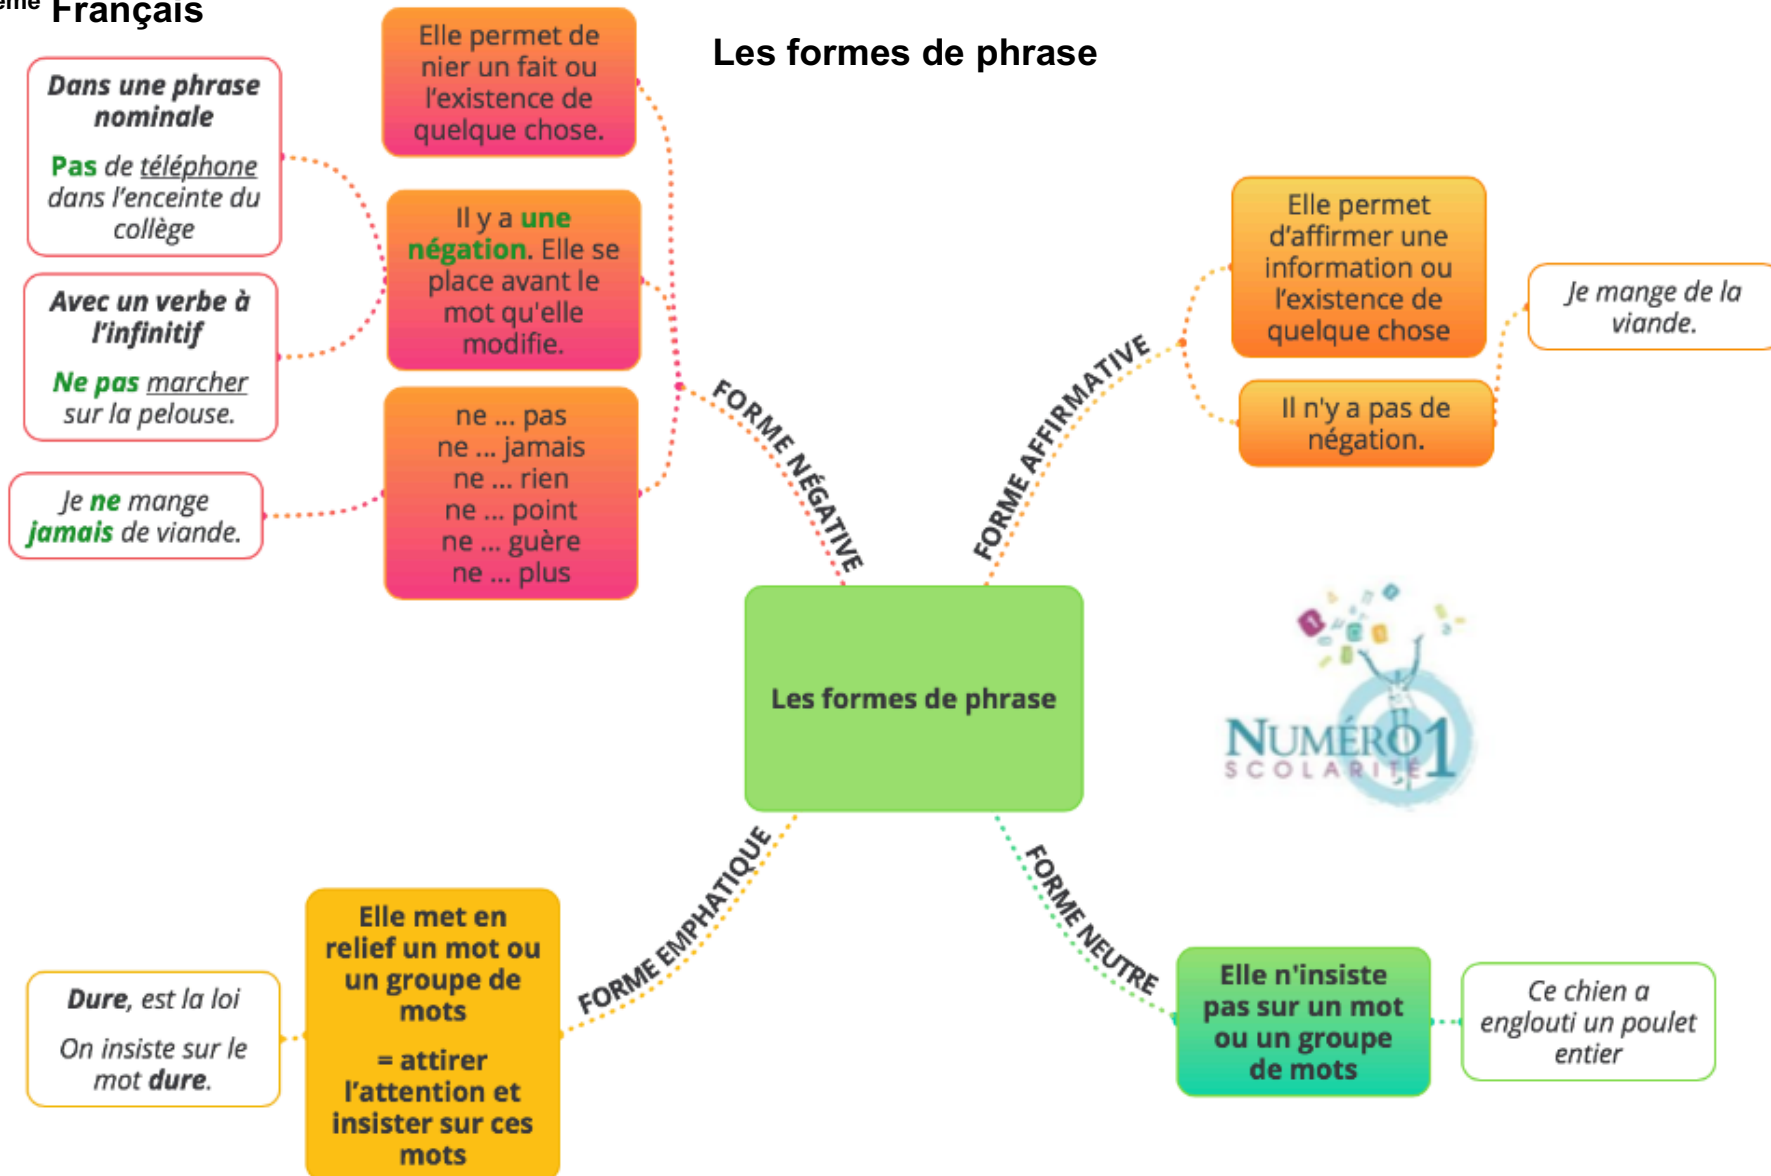 ème Français
Les formes de phrase
Dans une phrase
nominale
Pas de téléphone
dans l'enceinte du
collège
Avec un verbe à
l'infinitif
Ne pas marcher
sur la pelouse.
Je ne mange
jamais de viande.
Elle permet de
nier un fait ou
l'existence de
quelque chose.
Il y a une
négation. Elle se
place avant le
mot qu'elle
modifie.
ne ... pas
ne ... jamais
ne ... rien
ne ... point
ne ... guère
ne ... plus
FORME NÉGATIVE
FORME AFFIRMATIVE
Elle permet
d'affirmer une
information ou
l'existence de
quelque chose
Il n'y a pas de
négation.
Je mange de la
viande.
Les formes de phrase
NUMÉRO1
SCOLARITÉ
FORME EMPHATIQUE
Elle met en
relief un mot ou
un groupe de
mots
= attirer
l'attention et
insister sur ces
mots
Dure, est la loi
On insiste sur le
mot dure.
FORME NEUTRE
Elle n'insiste
pas sur un mot
ou un groupe
de mots
Ce chien a
englouti un poulet
entier